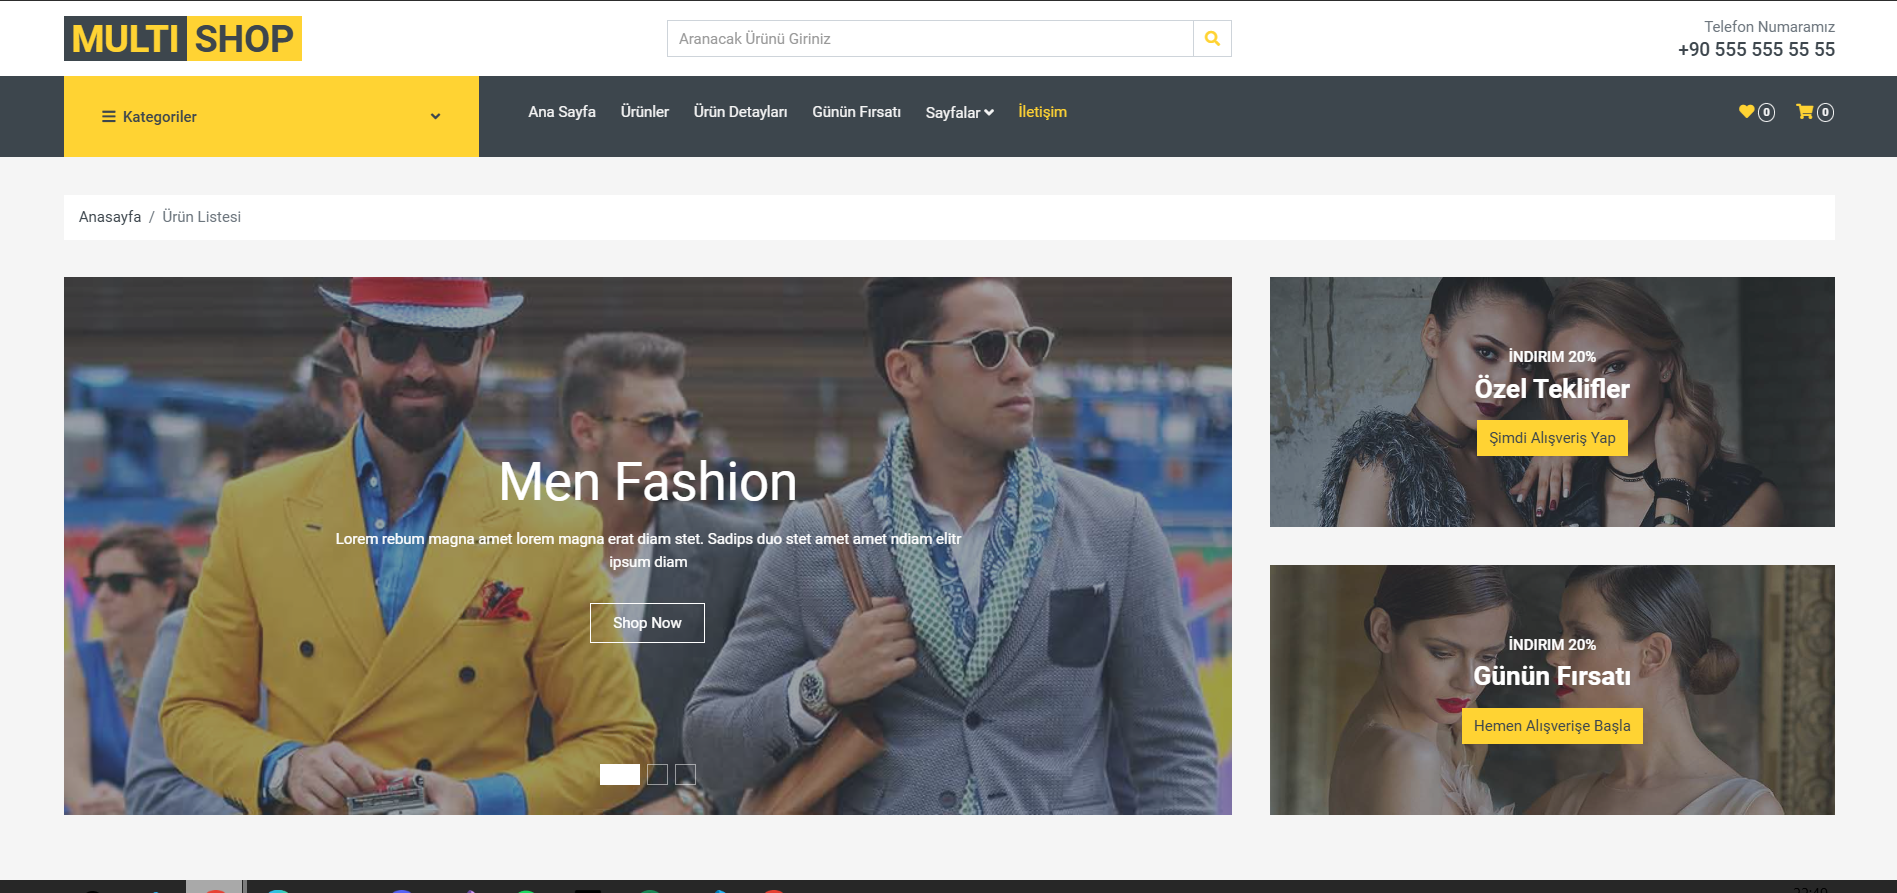 MULTI SHOP
Aranacak Ürünü Giriniz
Telefon Numaramız
+90 555 555 55 55
Kategoriler
Ana Sayfa Ürünler Ürün Detayları Günün Fırsatı Sayfalar İletişim
0 0
Anasayfa / Ürün Listesi
Men Fashion
Lorem rebum magna amet lorem magna erat diam stet. Sadips duo stet amet amet ndiam elitr
ipsum diam
Shop Now
İNDIRIM 20%
Özel Teklifler
Şimdi Alışveriş Yap
İNDIRIM 20%
Günün Fırsatı
Hemen Alışverişe Başla